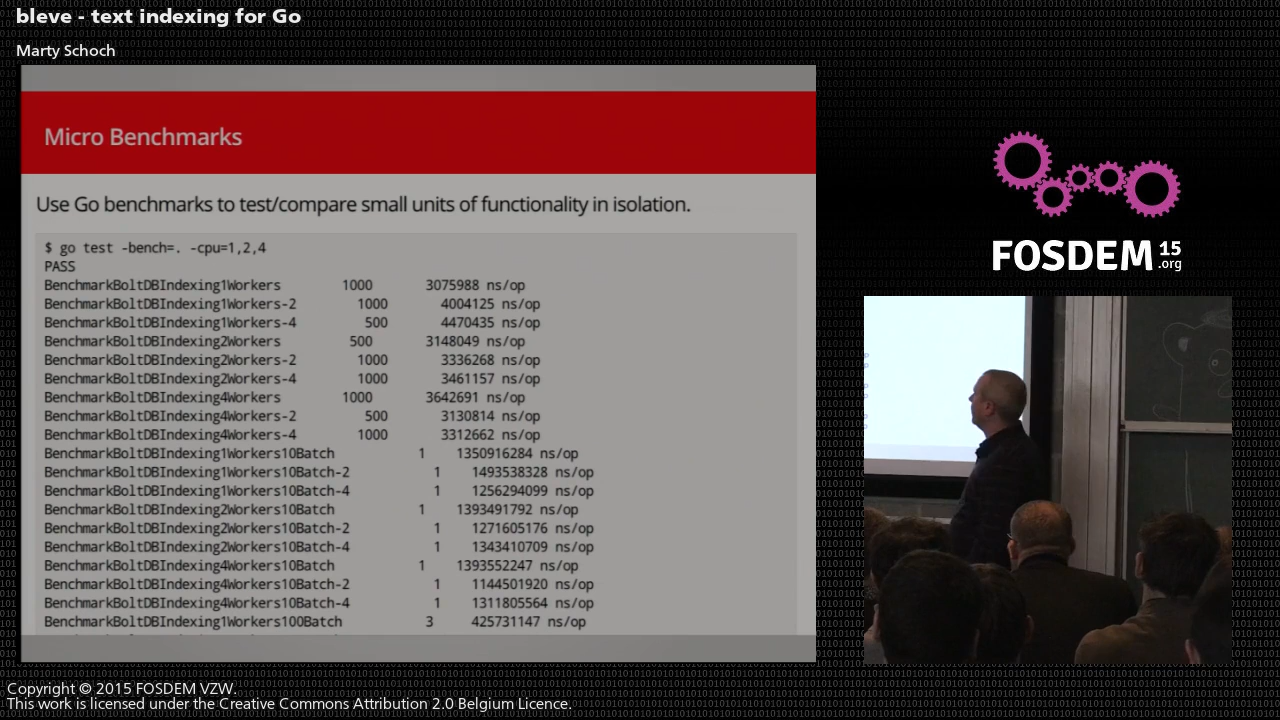 bleve - text indexing for Go
Marty Schoch
Micro Benchmarks
Use Go benchmarks to test/compare small units of functionality in isolation.
$ go test -bench=. -cpu=1,2,4
PASS
BenchmarkBoltDBIndexing1Workers 1000 3075988 ns/op
BenchmarkBoltDBIndexing1Workers-2 1000 4004125 ns/op
BenchmarkBoltDBIndexing1Workers-4 500 4470435 ns/op
BenchmarkBoltDBIndexing2Workers 500 3148049 ns/op
BenchmarkBoltDBIndexing2Workers-2 1000 3336268 ns/op
BenchmarkBoltDBIndexing2Workers-4 1000 3461157 ns/op
BenchmarkBoltDBIndexing4Workers 1000 3642691 ns/op
BenchmarkBoltDBIndexing4Workers-2 500 3130814 ns/op
BenchmarkBoltDBIndexing4Workers-4 1000 3312662 ns/op
BenchmarkBoltDBIndexing1Workers10Batch 1 1350916284 ns/op
BenchmarkBoltDBIndexing1Workers10Batch-2 1 1493538328 ns/op
BenchmarkBoltDBIndexing1Workers10Batch-4 1 1256294099 ns/op
BenchmarkBoltDBIndexing2Workers10Batch 1 1393491792 ns/op
BenchmarkBoltDBIndexing2Workers10Batch-2 1 1271605176 ns/op
BenchmarkBoltDBIndexing2Workers10Batch-4 1 1343410709 ns/op
BenchmarkBoltDBIndexing4Workers10Batch 1 1393552247 ns/op
BenchmarkBoltDBIndexing4Workers10Batch-2 1 1144501920 ns/op
BenchmarkBoltDBIndexing4Workers10Batch-4 1 1311805564 ns/op
BenchmarkBoltDBIndexing1Workers100Batch 3 425731147 ns/op
FOSDEM 15
.org
Copyright © 2015 FOSDEM VZW.
This work is licensed under the Creative Commons Attribution 2.0 Belgium Licence.